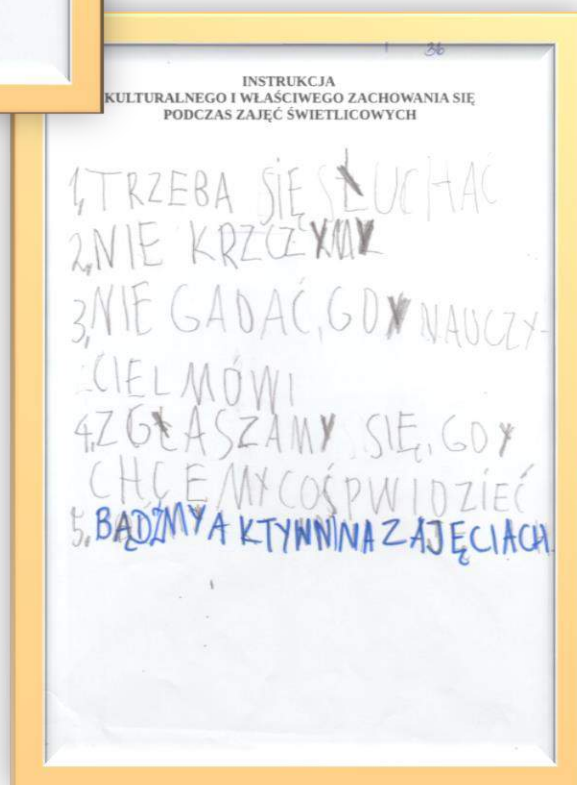 36
INSTRUKCJA
KULTURALNEGO I WŁAŚCIWEGO ZACHOWANIA SIĘ
PODCZAS ZAJĘĆ ŚWIETLICOWYCH
1, TRZEBA SIĘ SŁUCHAĆ
2, NIE KRZCZYMY
3, NIE GADAĆ, GDY NAUCZY-
CIEL MÓWI
4, ZGŁASZAMY SIĘ, GDY
CHCEMY COŚ PWIDZIEĆ
5, BĄDŹMY AKTYWNNI NA ZAJĘCIACH